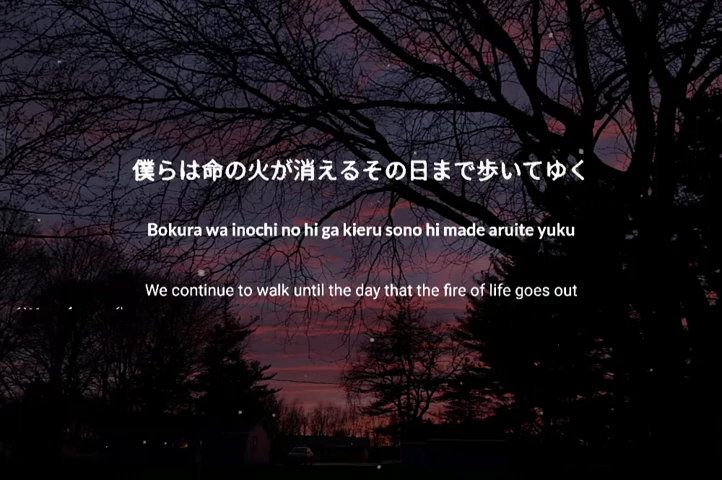 僕らは命の火が消えるその日まで歩いてゆく
Bokura wa inochi no hi ga kieru sono hi made aruite yuku
We continue to walk until the day that the fire of life goes out